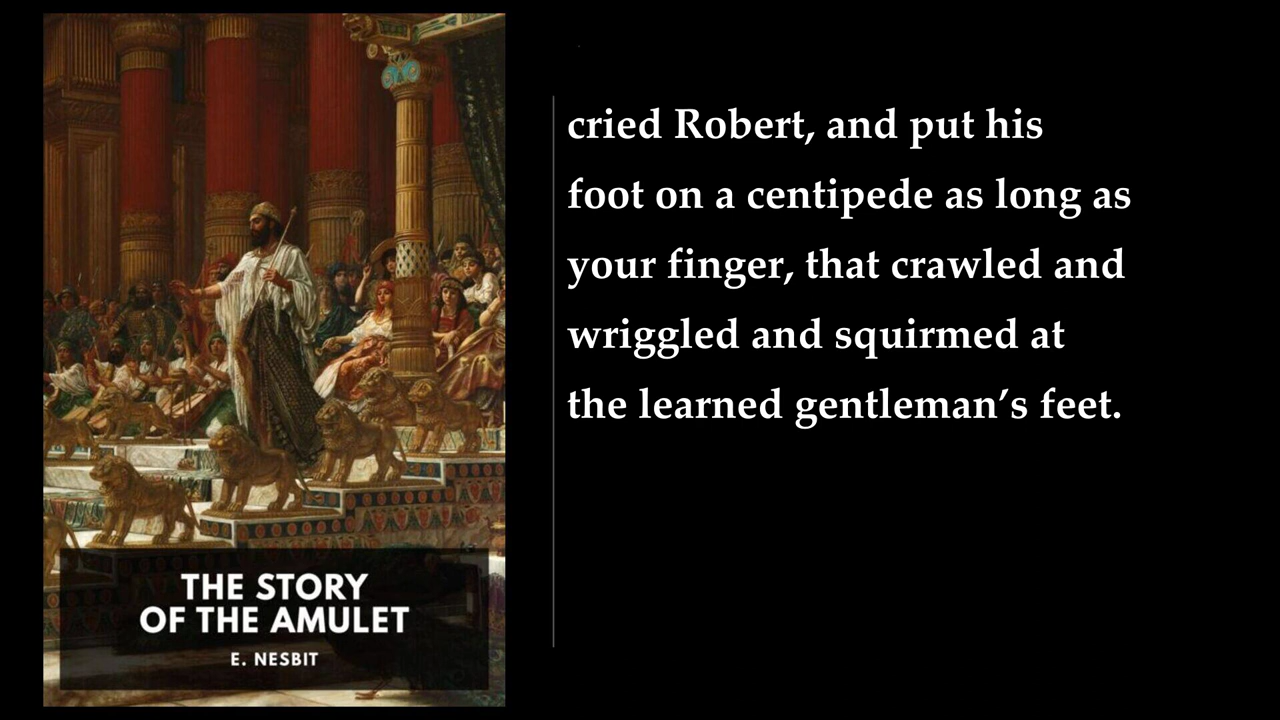 cried Robert, and put his
foot on a centipede as long as
your finger, that crawled and
wriggled and squirmed at
the learned gentleman’s feet.
THE STORY
OF THE AMULET
E. NESBIT